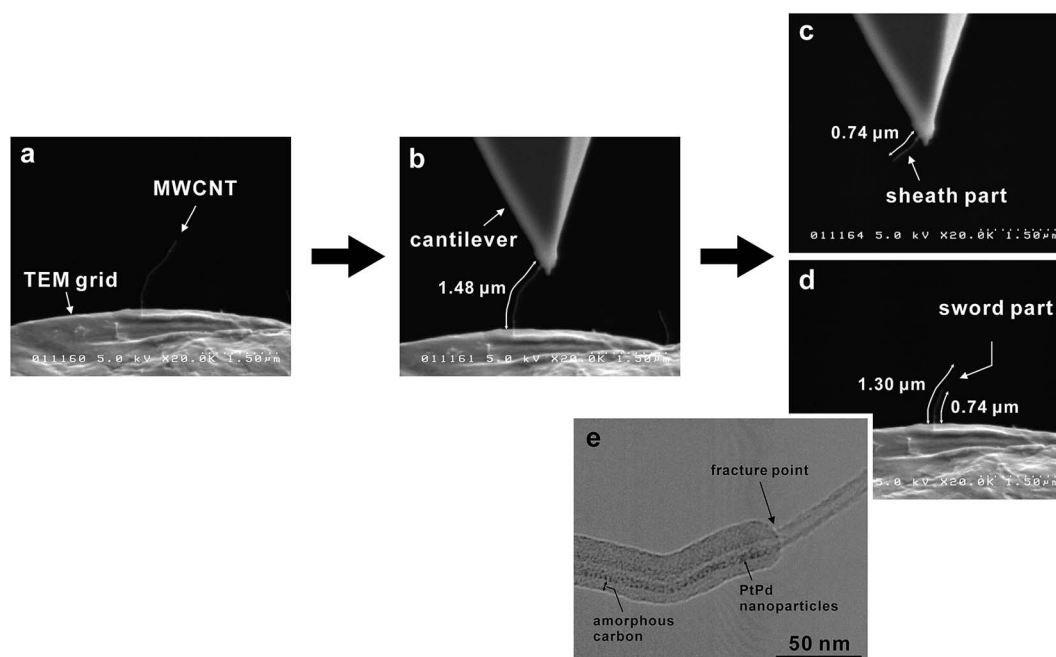 a
MWCNT
TEM grid
011160 5.0 kV X20.0K 1.50µm
b
cantilever
1.48 µm
011161 5.0 kV X20.0K 1.50µm
c
0.74 µm
sheath part
011164 5.0 kV X20.0K 1.50µm
d
sword part
1.30 µm
0.74 µm
5.0 kV X20.0K 1.50µm
e
fracture point
PtPd
nanoparticles
amorphous
carbon
50 nm